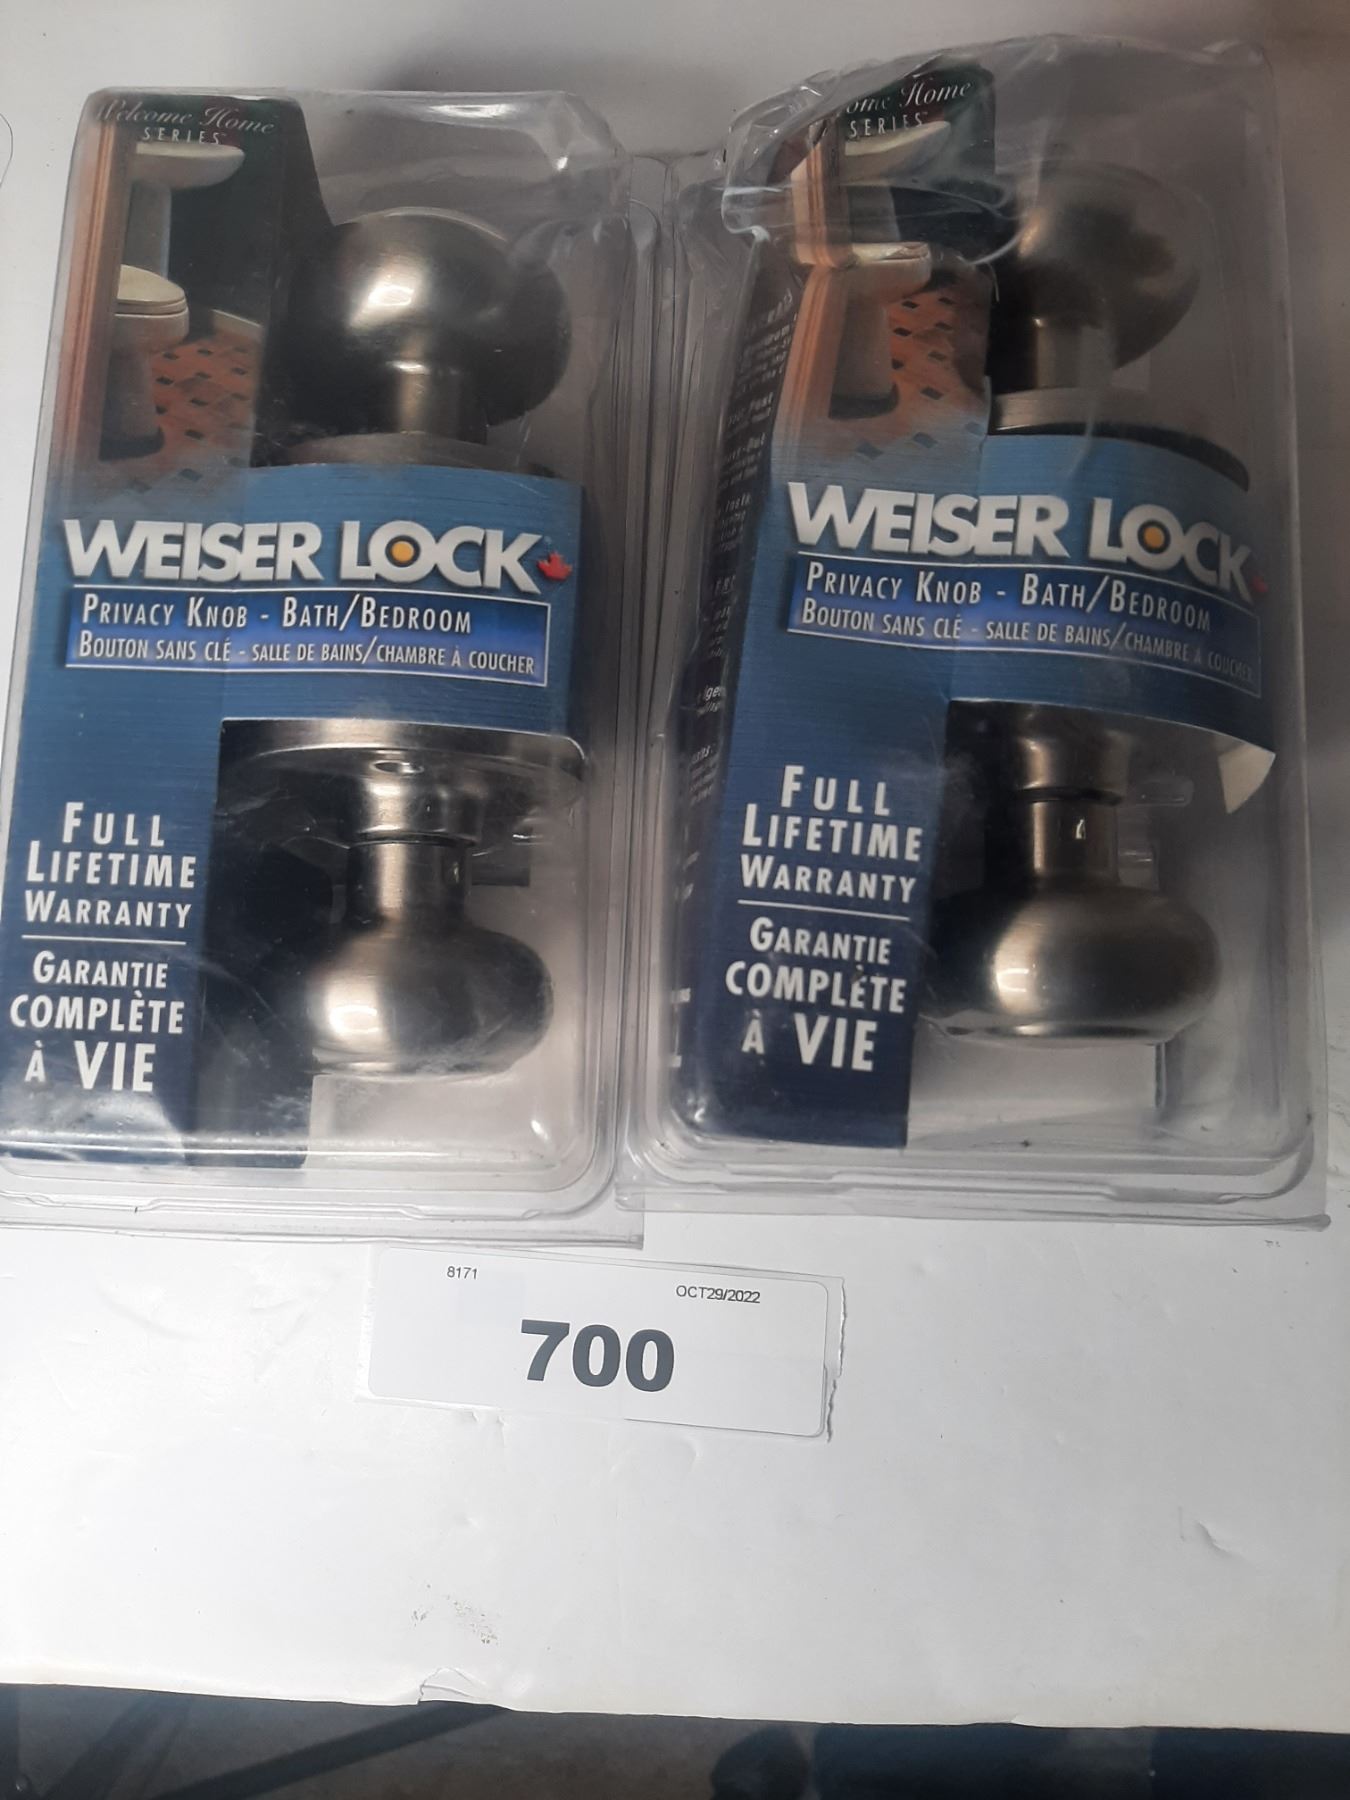 Welcome Home
SERIES
WEISER LOCK
PRIVACY KNOB - BATH/BEDROOM
BOUTON SANS CLÉ - SALLE DE BAINS/CHAMBRE À COUCHER
FULL
LIFETIME
WARRANTY
GARANTIE
COMPLÈTE
À VIE
Home
SERIES
WEISER LOCK
PRIVACY KNOB - BATH/BEDROOM
BOUTON SANS CLÉ - SALLE DE BAINS/CHAMBRE À COUCHER
FULL
LIFETIME
WARRANTY
GARANTIE
COMPLÈTE
À VIE
8171
OCT29/2022
700